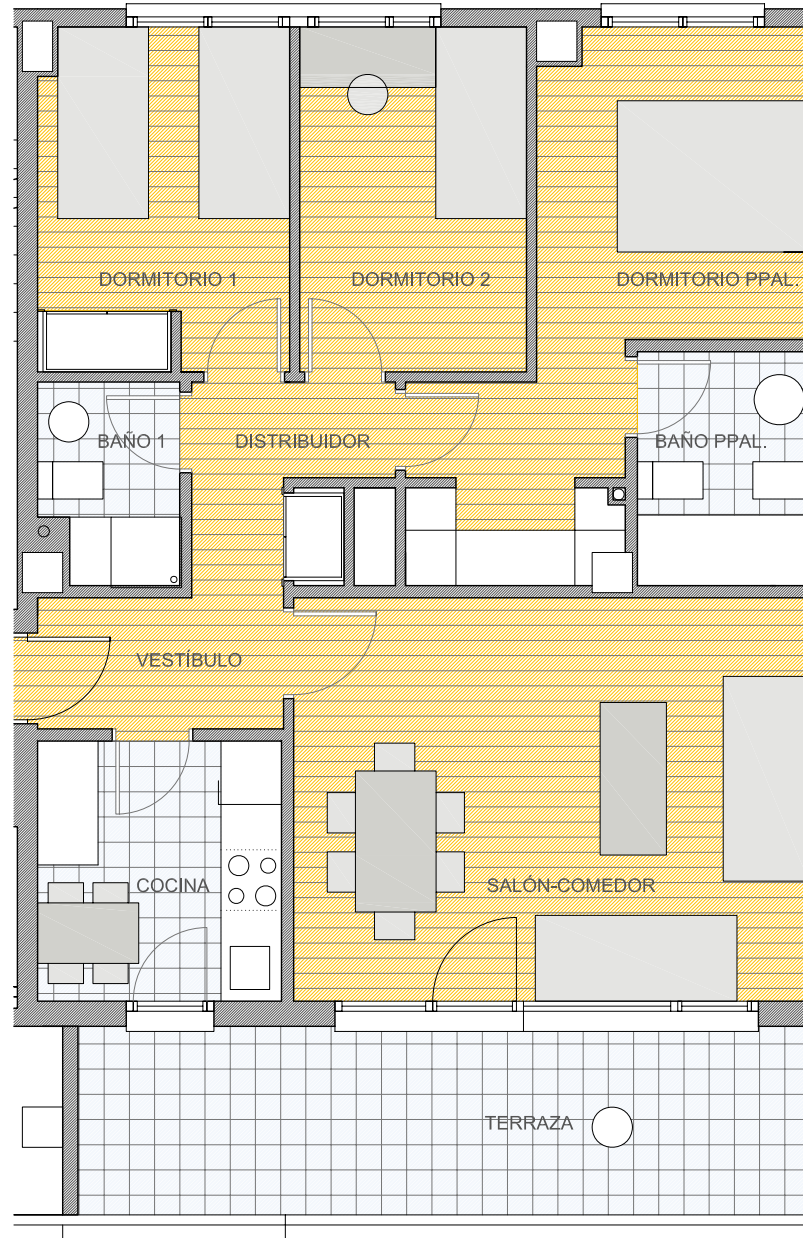 DORMITORIO 1
DORMITORIO 2
DORMITORIO PPAL.
BAÑO 1
DISTRIBUIDOR
BAÑO PPAL.
VESTÍBULO
COCINA
SALÓN-COMEDOR
TERRAZA